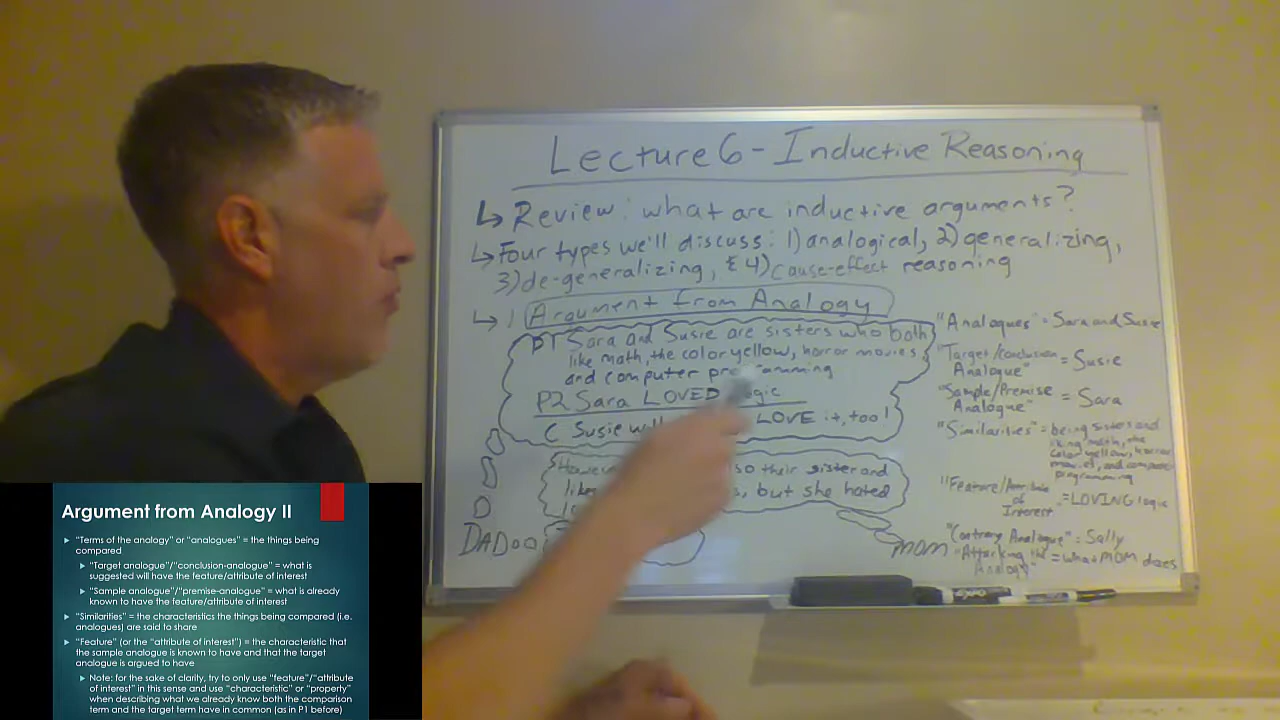 Lecture 6 - Inductive Reasoning
↳ Review: what are inductive arguments?
↳ Four types we'll discuss: 1) analogical, 2) generalizing,
3) de-generalizing, & 4) cause-effect reasoning
↳ 1 Argument from Analogy
P1 Sara and Susie are sisters who both
like math, the color yellow, horror movies
and computer programming
P2 Sara LOVED logic
C Susie will LOVE it, too!
so their sister and
but she hated
DAD
MOM
"Analogues" = Sara and Susie
"Target/Conclusion
Analogue" = Susie
"Sample/Premise
Analogue" = Sara
"Similarities" = being sisters and
liking math, the
color yellow, horror
movies, and computer
programming
"Feature/Attribute
of
Interest" = LOVING logic
"Contrary Analogue" = Sally
"Attacking the
Analogy" = what MOM does
Argument from Analogy II
"Terms of the analogy" or "analogues" = the things being
compared
"Target analogue"/"conclusion-analogue" = what is
suggested will have the feature/attribute of interest
"Sample analogue"/"premise-analogue" = what is already
known to have the feature/attribute of interest
"Similarities" = the characteristics the things being compared (i.e.
analogues) are said to share
"Feature" (or the "attribute of interest") = the characteristic that
the sample analogue is known to have and that the target
analogue is argued to have
Note: for the sake of clarity, try to only use "feature"/"attribute
of interest" in this sense and use "characteristic" or "property"
when describing what we already know both the comparison
term and the target term have in common (as in P1 before)